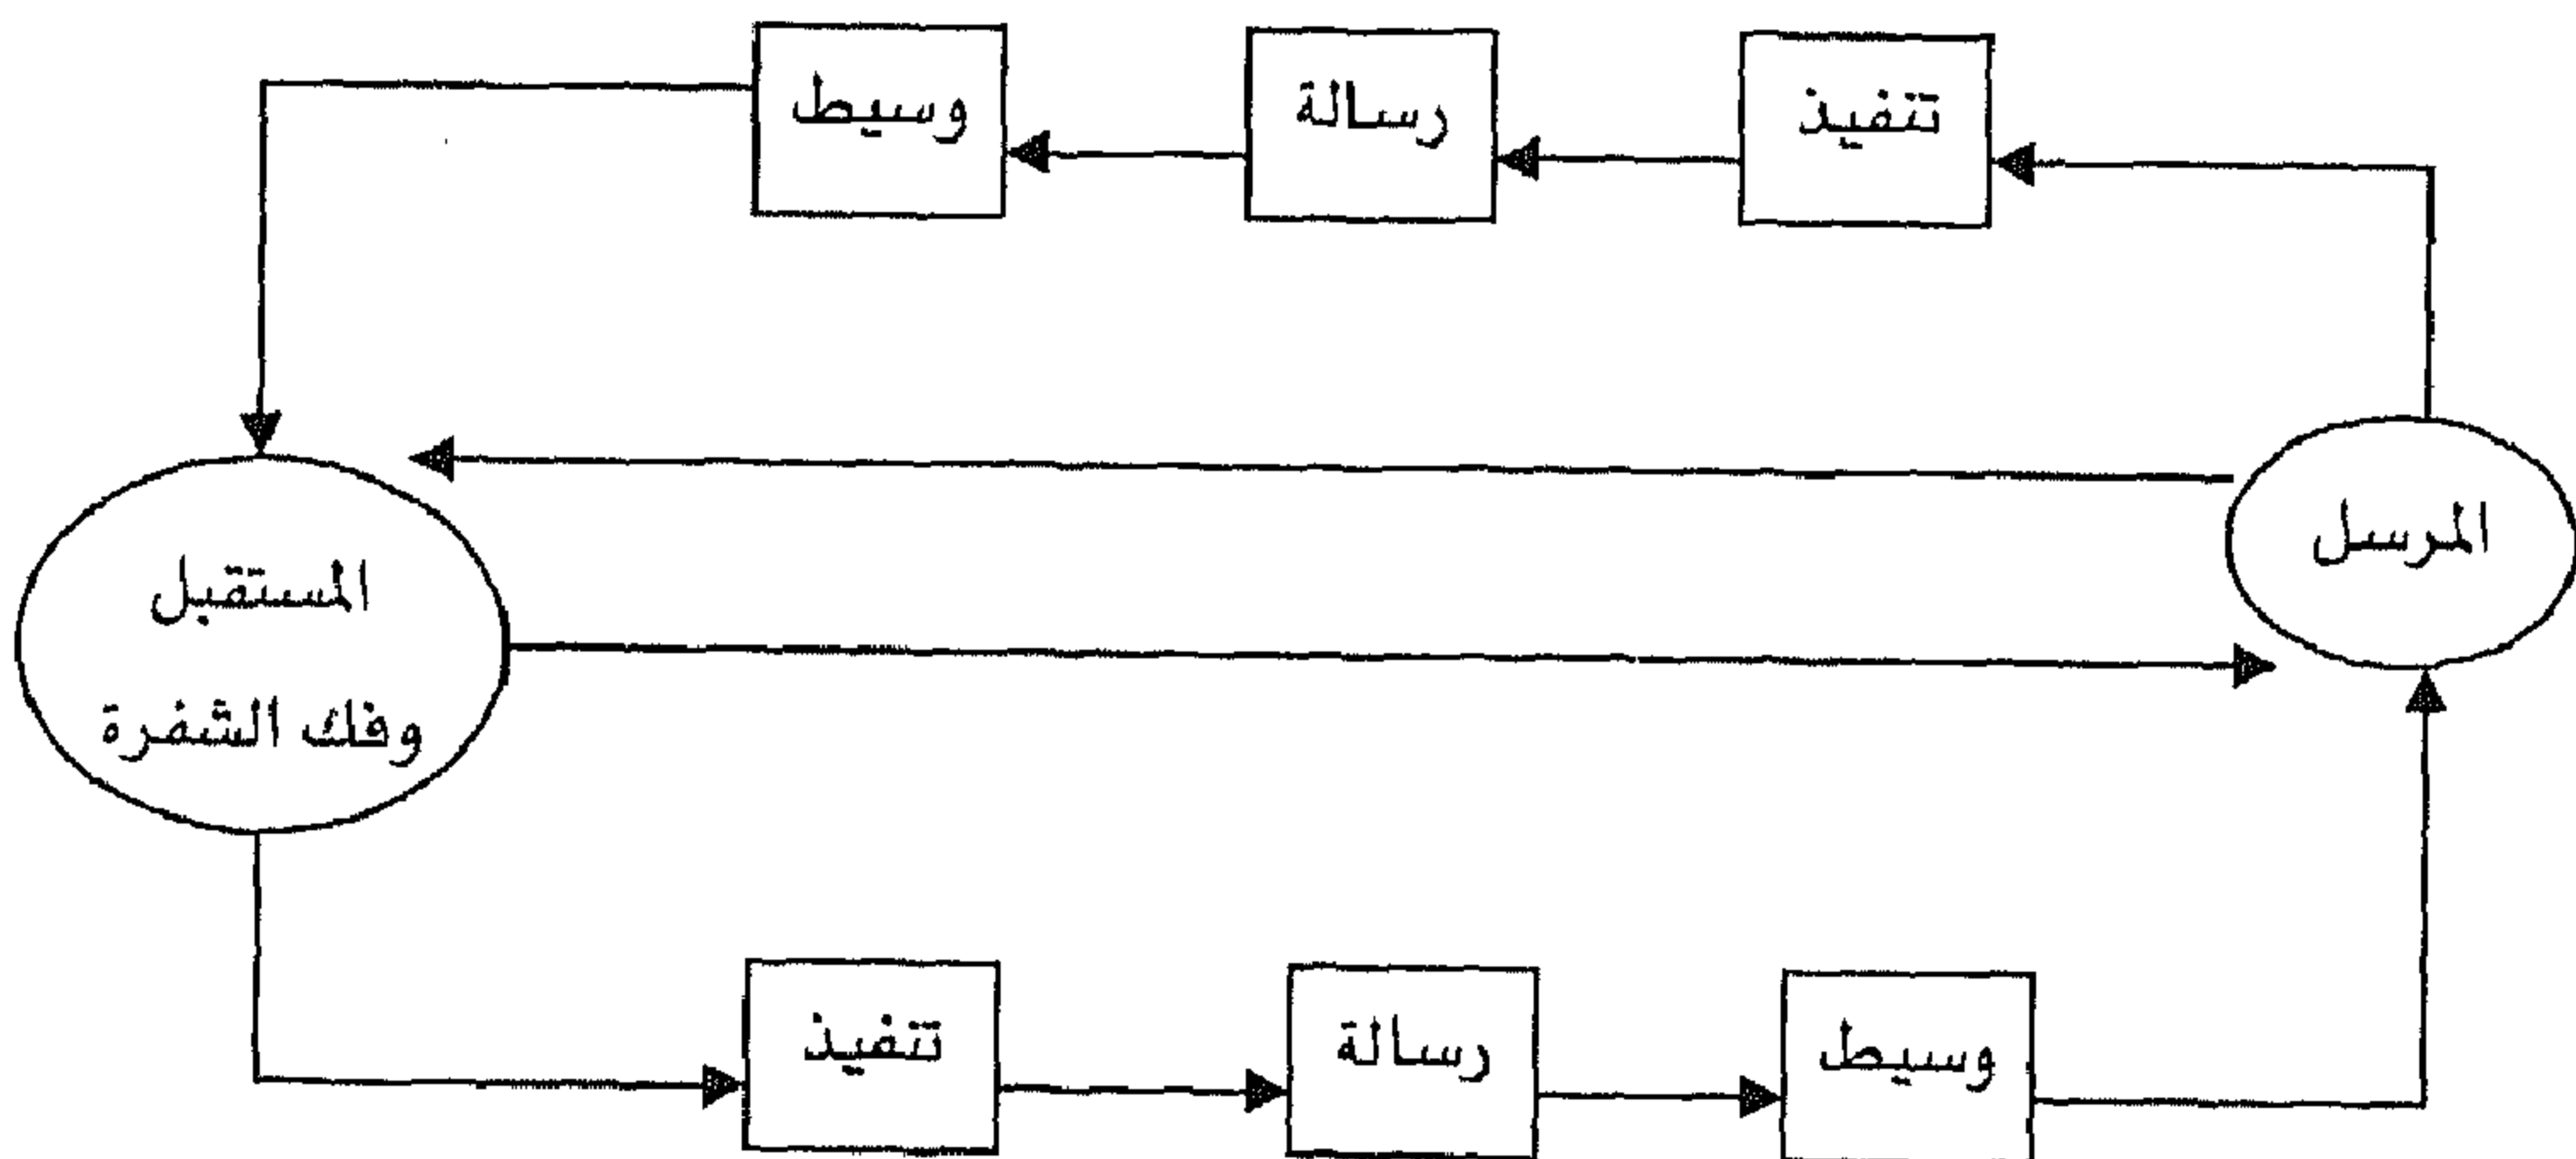 تنفيذ
رسالة
وسيط
المرسل
المستقبل
وفك الشفرة
تنفيذ
رسالة
وسيط